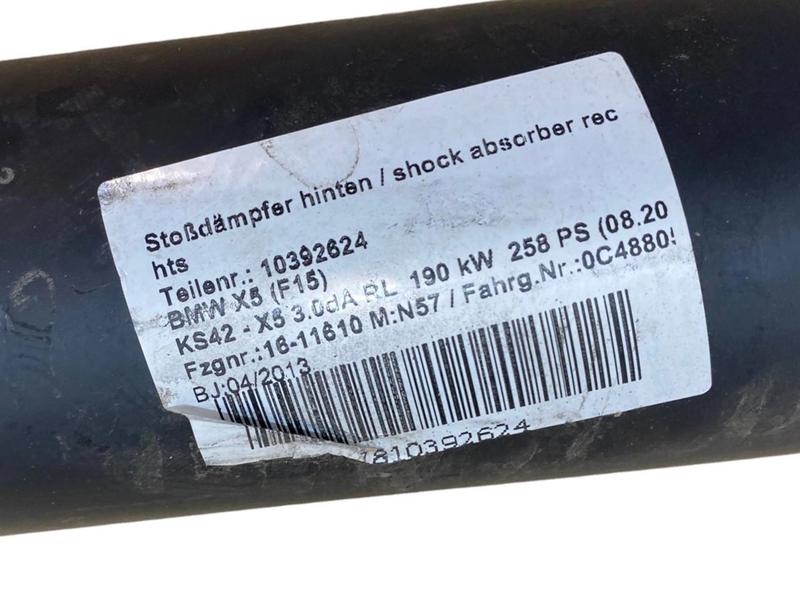 Stoßdämpfer hinten / shock absorber rec
hts
Teilenr.: 10392624
BMW X5 (F15)
KS42 - X5 3.0dA RL 190 kW 258 PS (08.20
Fzgnr.:16-11610 M:N57 / Fahrg.Nr.:0C48805
BJ:04/2013
1810392624